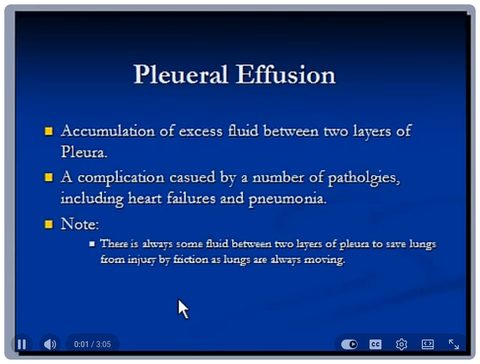 Pleueral Effusion
Accumulation of excess fluid between two layers of
Pleura.
A complication casued by a number of patholgies,
including heart failures and pneumonia.
Note:
There is always some fluid between two layers of pleura to save lungs
from injury by friction as lungs are always moving.
0:01 / 3:05
CC